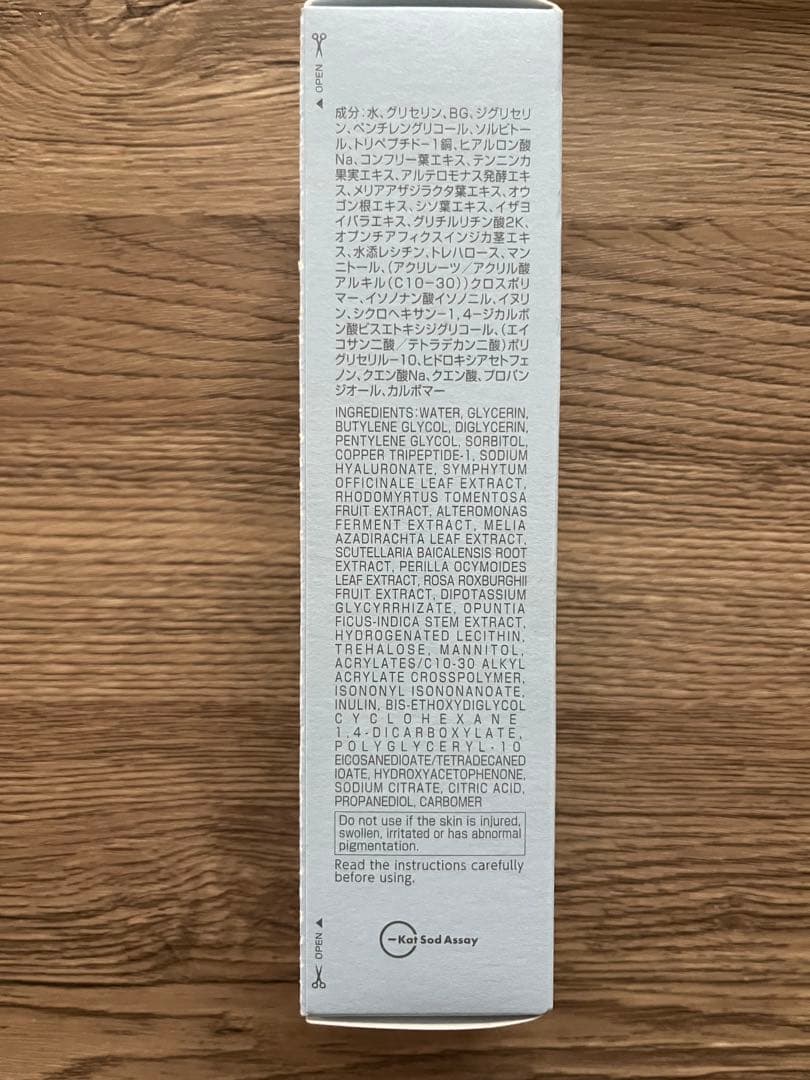 OPEN
成分:水、グリセリン、BG、ジグリセリ
ン、ペンチレングリコール、ソルビトー
ル、トリペプチド-1銅、ヒアルロン酸
Na、コンフリー葉エキス、テンニンカ
果実エキス、アルテロモナス発酵エキ
ス、メリアアザジラクタ葉エキス、オウ
ゴン根エキス、シソ葉エキス、イザヨ
イバラエキス、グリチルリチン酸2K、
オプンチアフィクスインジカ茎エキ
ス、水添レシチン、トレハロース、マン
ニトール、(アクリレーツ/アクリル酸
アルキル(C10-30))クロスポリ
マー、イソノナン酸イソノニル、イヌリ
ン、シクロヘキサン-1,4-ジカルボ
ン酸ビスエトキシジグリコール、(エイ
コサン二酸/テトラデカン二酸)ポリ
グリセリル-10、ヒドロキシアセトフェ
ノン、クエン酸Na、クエン酸、プロパン
ジオール、カルボマー
INGREDIENTS:WATER, GLYCERIN,
BUTYLENE GLYCOL, DIGLYCERIN,
PENTYLENE GLYCOL, SORBITOL,
COPPER TRIPEPTIDE-1, SODIUM
HYALURONATE, SYMPHYTUM
OFFICINALE LEAF EXTRACT,
RHODOMYRTUS TOMENTOSA
FRUIT EXTRACT, ALTEROMONAS
FERMENT EXTRACT, MELIA
AZADIRACHTA LEAF EXTRACT,
SCUTELLARIA BAICALENSIS ROOT
EXTRACT, PERILLA OCYMOIDES
LEAF EXTRACT, ROSA ROXBURGHII
FRUIT EXTRACT, DIPOTASSIUM
GLYCYRRHIZATE, OPUNTIA
FICUS-INDICA STEM EXTRACT,
HYDROGENATED LECITHIN,
TREHALOSE, MANNITOL,
ACRYLATES/C10-30 ALKYL
ACRYLATE CROSSPOLYMER,
ISONONYL ISONONANOATE,
INULIN, BIS-ETHOXYDIGLYCOL
CYCLOHEXANE
1,4-DICARBOXYLATE,
POLYGLYCERYL-10
EICOSANEDIOATE/TETRADECANED
IOATE, HYDROXYACETOPHENONE,
SODIUM CITRATE, CITRIC ACID,
PROPANEDIOL, CARBOMER
Do not use if the skin is injured,
swollen, irritated or has abnormal
pigmentation.
Read the instructions carefully
before using.
Kat Sod Assay
OPEN